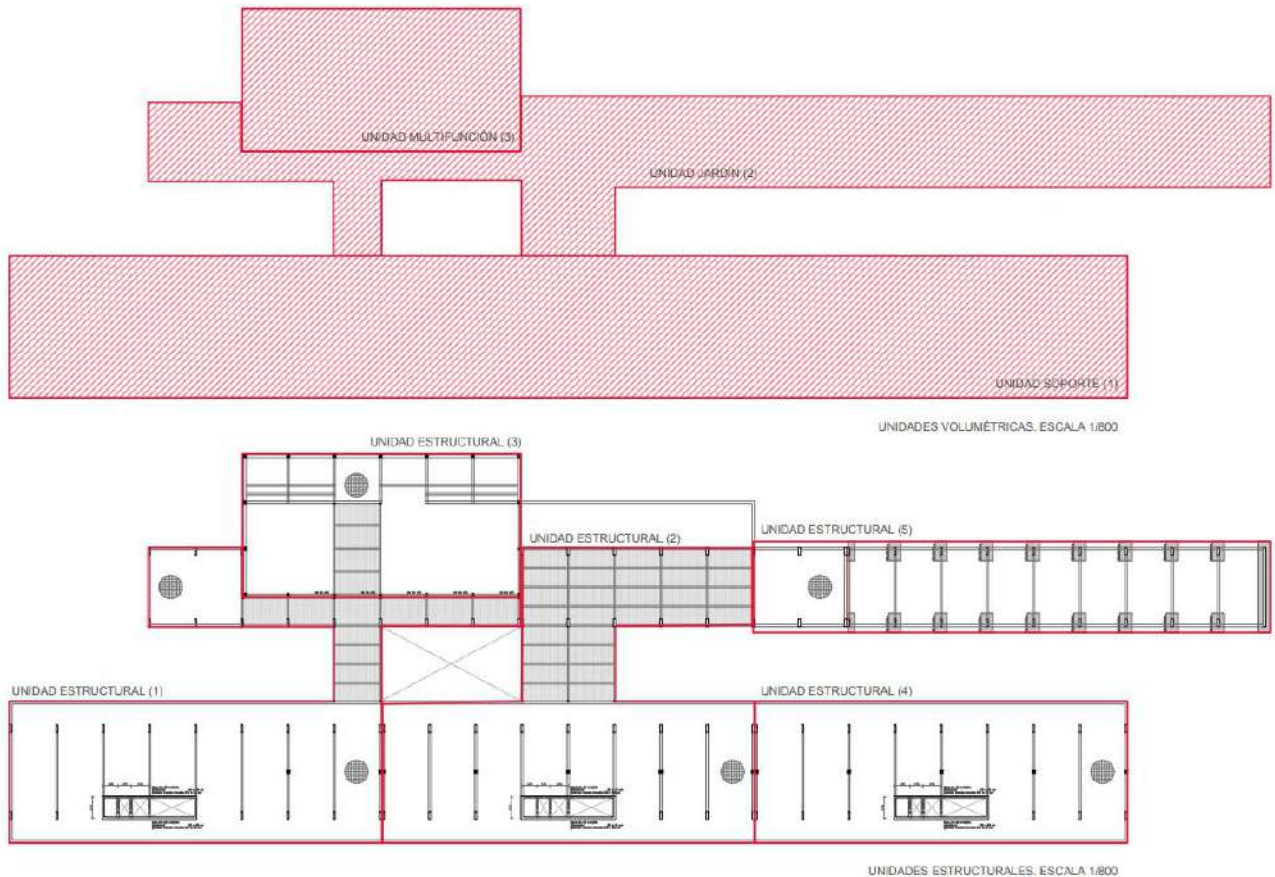 UNIDAD MULTIFUNCIÓN (3)
UNIDAD JARDÍN (2)
UNIDAD SOPORTE (1)
UNIDADES VOLUMÉTRICAS. ESCALA 1/800
UNIDAD ESTRUCTURAL (3)
UNIDAD ESTRUCTURAL (2)
UNIDAD ESTRUCTURAL (5)
UNIDAD ESTRUCTURAL (1)
UNIDAD ESTRUCTURAL (4)
UNIDADES ESTRUCTURALES. ESCALA 1/800